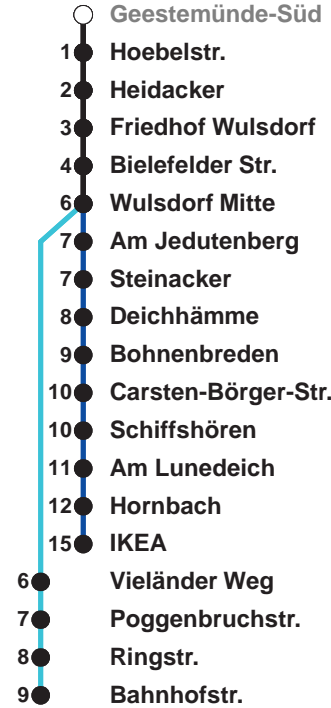 Geestemünde-Süd
1 Hoebelstr.
2 Heidacker
3 Friedhof Wulsdorf
4 Bielefelder Str.
6 Wulsdorf Mitte
7 Am Jedutenberg
7 Steinacker
8 Deichhämme
9 Bohnenbreden
10 Carsten-Börger-Str.
10 Schiffshören
11 Am Lunedeich
12 Hornbach
15 IKEA
6 Vieländer Weg
7 Poggenbruchstr.
8 Ringstr.
9 Bahnhofstr.